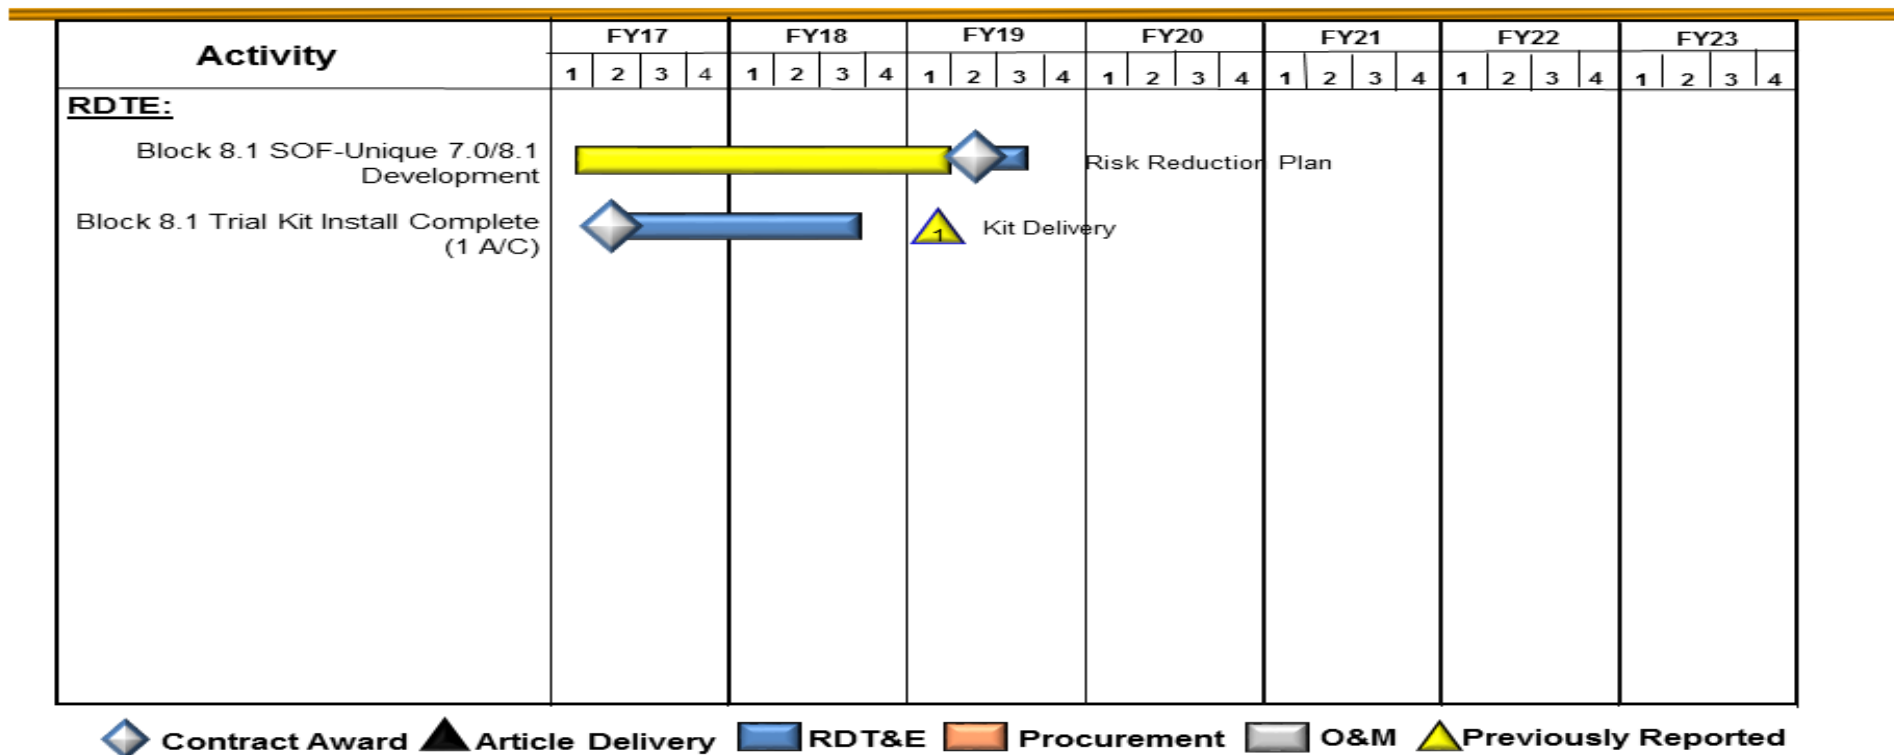 Activity FY17 FY18 FY19 FY20 FY21 FY22 FY23
1 2 3 4 1 2 3 4 1 2 3 4 1 2 3 4 1 2 3 4 1 2 3 4 1 2 3 4
RDTE:
Block 8.1 SOF-Unique 7.0/8.1
Development
Risk Reduction Plan
Block 8.1 Trial Kit Install Complete
(1 A/C)
1 Kit Delivery
Contract Award Article Delivery RDT&E Procurement O&M Previously Reported